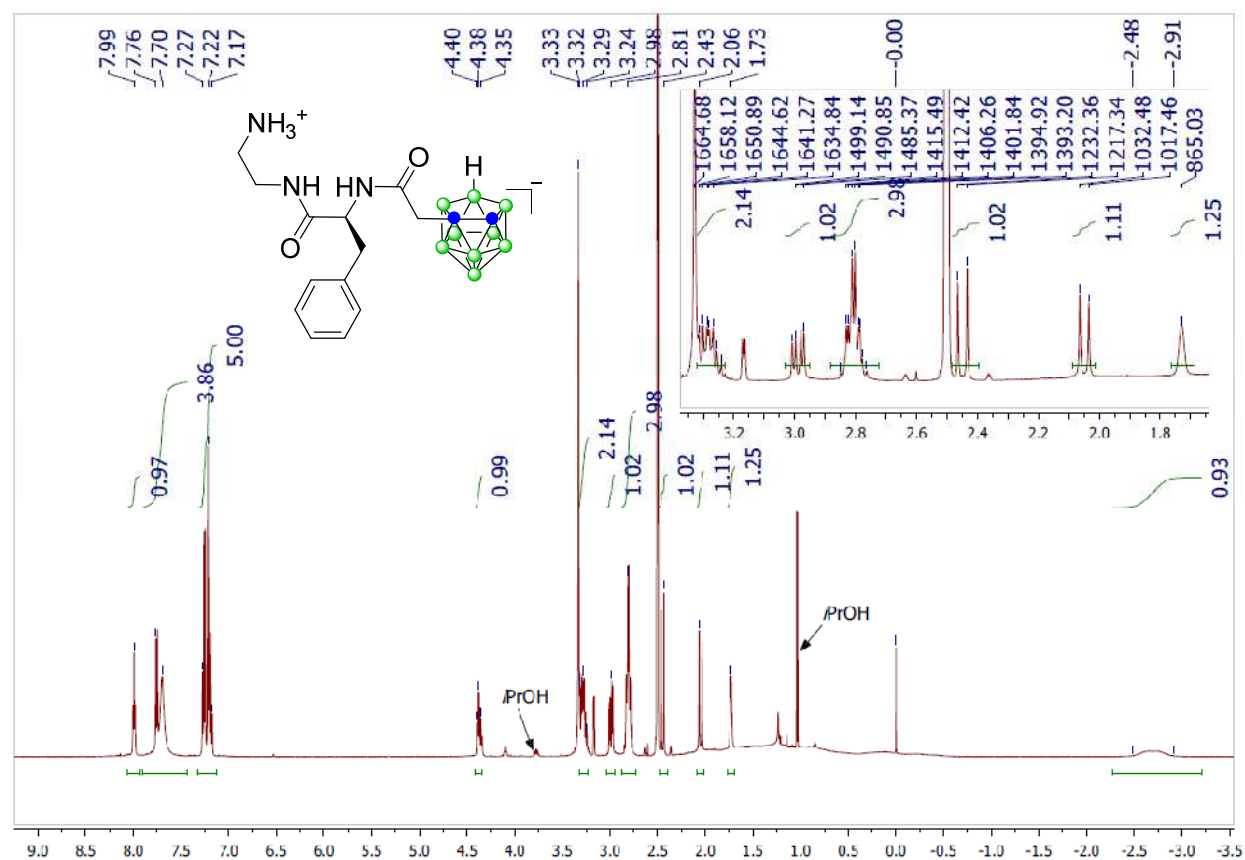 7.99 7.76 7.70 7.27 7.22 7.17 4.40 4.38 4.35 3.33 3.32 3.29 3.24 2.98 2.81 2.43 2.06 1.73 -0.00 -2.48 -2.91
1664.68 1658.12 1650.89 1644.62 1641.27 1634.84 1499.14 1490.85 1485.37 1415.49 1412.42 1406.26 1401.84 1394.92 1393.20 1232.36 1217.34 1032.48 1017.46 865.03
NH3+
O
H
NH
HN
−
O
2.14 1.02 2.98 1.02 1.11 1.25
3.2 3.0 2.8 2.6 2.4 2.2 2.0 1.8
0.97 3.86 5.00 0.99 2.14 1.02 2.98 1.02 1.11 1.25 0.93
iPrOH
iPrOH
9.0 8.5 8.0 7.5 7.0 6.5 6.0 5.5 5.0 4.5 4.0 3.5 3.0 2.5 2.0 1.5 1.0 0.5 0.0 -0.5 -1.0 -1.5 -2.0 -2.5 -3.0 -3.5